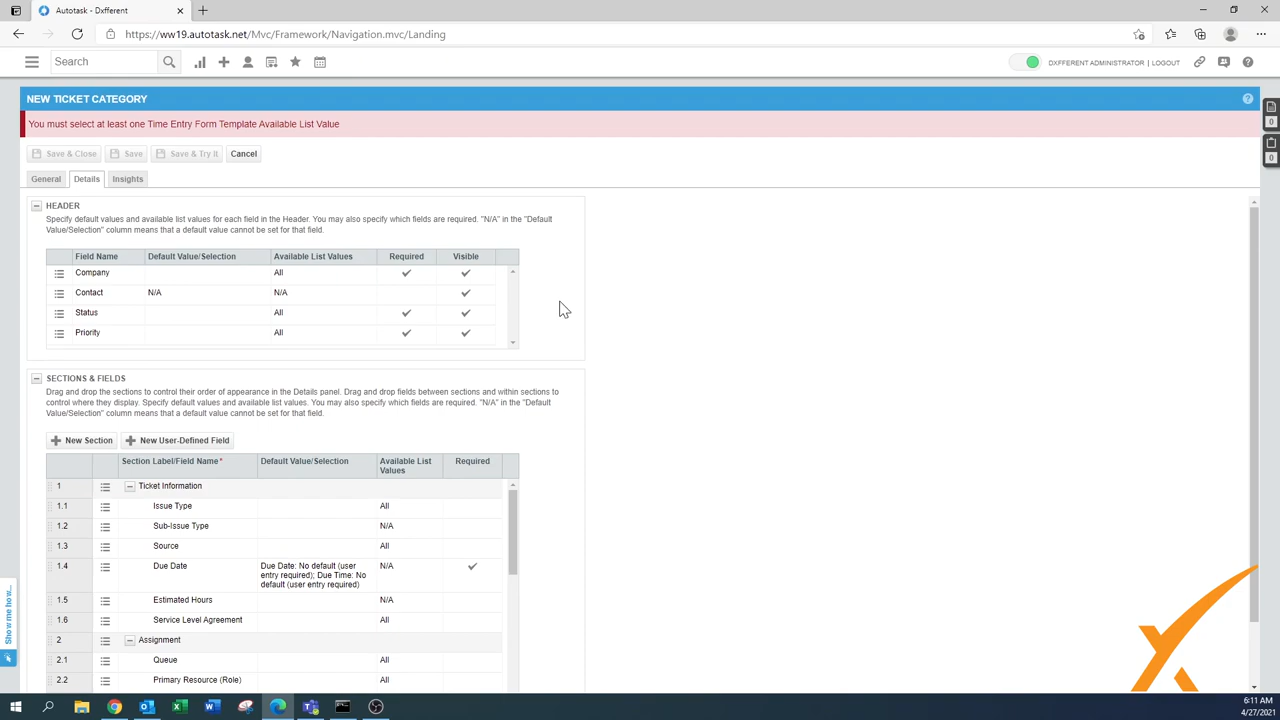 Autotask - Dxfferent
https://ww19.autotask.net/Mvc/Framework/Navigation.mvc/Landing
Search
DXFFERENT ADMINISTRATOR | LOGOUT
NEW TICKET CATEGORY
You must select at least one Time Entry Form Template Available List Value
0
0
Save & Close Save Save & Try It Cancel
General Details Insights
HEADER
Specify default values and available list values for each field in the Header. You may also specify which fields are required. "N/A" in the "Default
Value/Selection" column means that a default value cannot be set for that field.
Field Name Default Value/Selection Available List Values Required Visible
Company All
Contact N/A N/A
Status All
Priority All
SECTIONS & FIELDS
Drag and drop the sections to control their order of appearance in the Details panel. Drag and drop fields between sections and within sections to
control where they display. Specify default values and available list values. You may also specify which fields are required. "N/A" in the "Default
Value/Selection" column means that a default value cannot be set for that field.
New Section New User-Defined Field
Section Label/Field Name* Default Value/Selection Available List Values Required
1 Ticket Information
1.1 Issue Type All
1.2 Sub-Issue Type N/A
1.3 Source All
1.4 Due Date Due Date: No default (user entry required); Due Time: No default (user entry required) N/A
1.5 Estimated Hours N/A
1.6 Service Level Agreement All
2 Assignment
2.1 Queue All
2.2 Primary Resource (Role) All
Show me how...
6:11 AM
4/27/2021